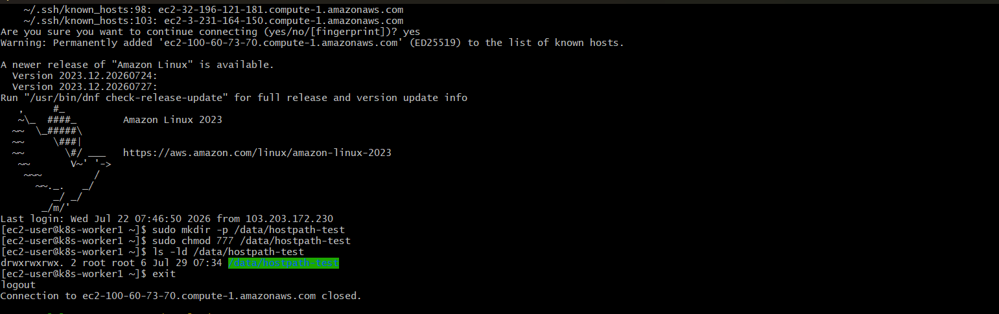 ~/.ssh/known_hosts:98: ec2-32-196-121-181.compute-1.amazonaws.com
    ~/.ssh/known_hosts:103: ec2-3-231-164-150.compute-1.amazonaws.com
Are you sure you want to continue connecting (yes/no/[fingerprint])? yes
Warning: Permanently added 'ec2-100-60-73-70.compute-1.amazonaws.com' (ED25519) to the list of known hosts.

A newer release of "Amazon Linux" is available.
  Version 2023.12.20260724:
  Version 2023.12.20260727:
Run "/usr/bin/dnf check-release-update" for full release and version update info
   ,     #_
   ~\_  ####_        Amazon Linux 2023
  ~~  \_#####\
  ~~     \###|
  ~~       \#/ ___   https://aws.amazon.com/linux/amazon-linux-2023
   ~~       V~' '->
    ~~~         /
      ~~._.   _/
         _/ _/
       _/m/'
Last login: Wed Jul 22 07:46:50 2026 from 103.203.172.230
[ec2-user@k8s-worker1 ~]$ sudo mkdir -p /data/hostpath-test
[ec2-user@k8s-worker1 ~]$ sudo chmod 777 /data/hostpath-test
[ec2-user@k8s-worker1 ~]$ ls -ld /data/hostpath-test
drwxrwxrwx. 2 root root 6 Jul 29 07:34 /data/hostpath-test
[ec2-user@k8s-worker1 ~]$ exit
logout
Connection to ec2-100-60-73-70.compute-1.amazonaws.com closed.